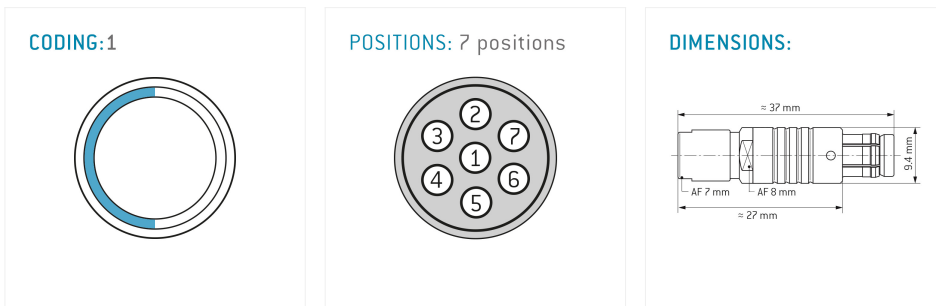 CODING:1
POSITIONS: 7 positions
2
3
7
1
4
6
5
DIMENSIONS:
≈ 37 mm
9.4 mm
AF 7 mm
AF 8 mm
≈ 27 mm